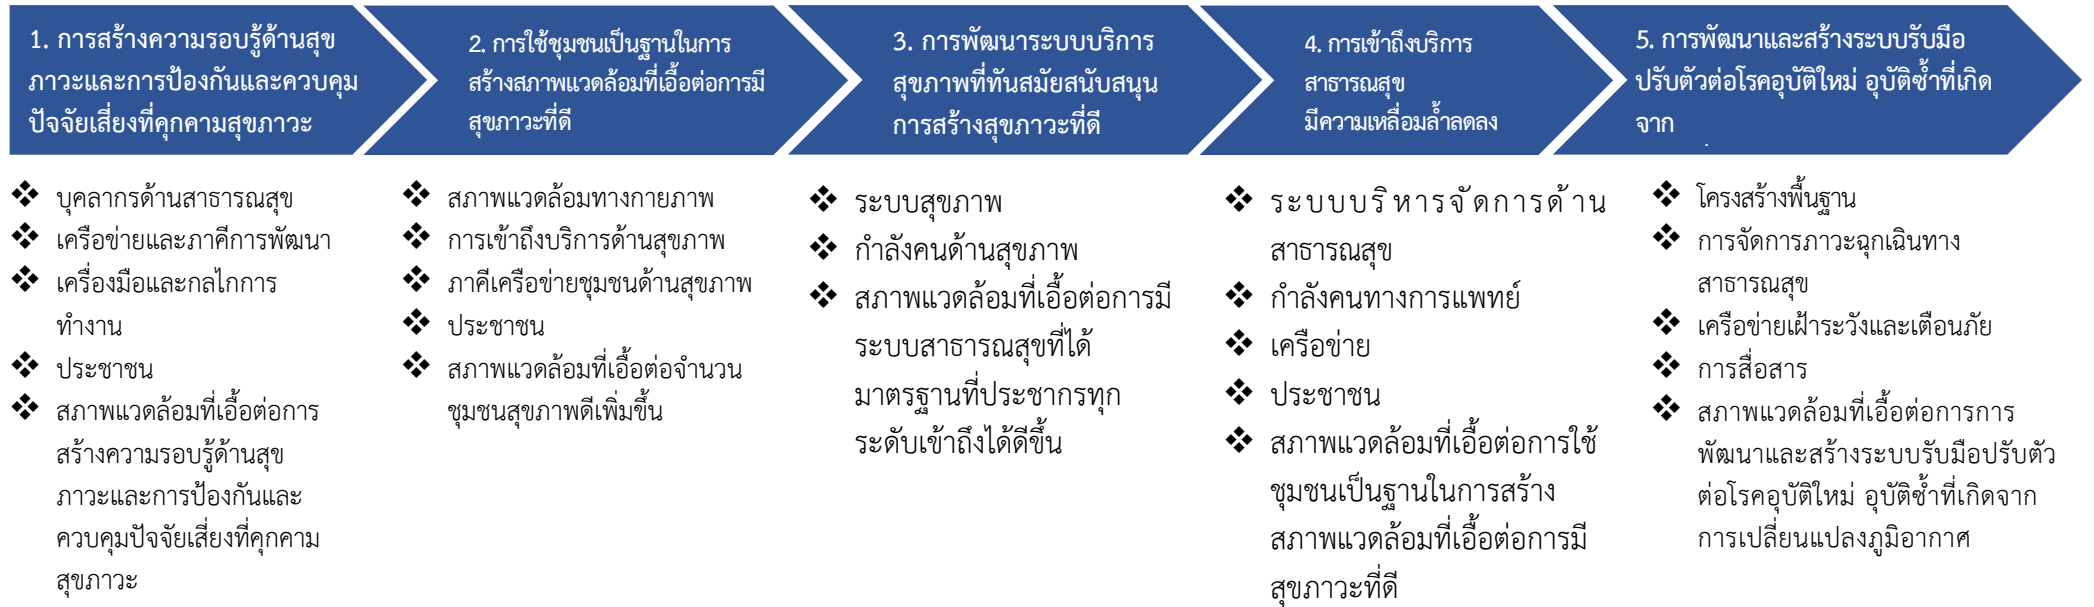 1. การสร้างความรอบรู้ด้านสุข
ภาวะและการป้องกันและควบคุม
ปัจจัยเสี่ยงที่คุกคามสุขภาวะ
2. การใช้ชุมชนเป็นฐานในการ
สร้างสภาพแวดล้อมที่เอื้อต่อการมี
สุขภาวะที่ดี
3. การพัฒนาระบบบริการ
สุขภาพที่ทันสมัยสนับสนุน
การสร้างสุขภาวะที่ดี
4. การเข้าถึงบริการ
สาธารณสุข
มีความเหลื่อมล้ำลดลง
5. การพัฒนาและสร้างระบบรับมือ
ปรับตัวต่อโรคอุบัติใหม่ อุบัติซ้ำที่เกิด
จาก
❖ บุคลากรด้านสาธารณสุข
❖ เครือข่ายและภาคีการพัฒนา
❖ เครื่องมือและกลไกการ
ทำงาน
❖ ประชาชน
❖ สภาพแวดล้อมที่เอื้อต่อการ
สร้างความรอบรู้ด้านสุข
ภาวะและการป้องกันและ
ควบคุมปัจจัยเสี่ยงที่คุกคาม
สุขภาวะ
❖ สภาพแวดล้อมทางกายภาพ
❖ การเข้าถึงบริการด้านสุขภาพ
❖ ภาคีเครือข่ายชุมชนด้านสุขภาพ
❖ ประชาชน
❖ สภาพแวดล้อมที่เอื้อต่อจำนวน
ชุมชนสุขภาพดีเพิ่มขึ้น
❖ ระบบสุขภาพ
❖ กำลังคนด้านสุขภาพ
❖ สภาพแวดล้อมที่เอื้อต่อการมี
ระบบสาธารณสุขที่ได้
มาตรฐานที่ประชากรทุก
ระดับเข้าถึงได้ดีขึ้น
❖ ระบบบริหารจัดการด้าน
สาธารณสุข
❖ กำลังคนทางการแพทย์
❖ เครือข่าย
❖ ประชาชน
❖ สภาพแวดล้อมที่เอื้อต่อการใช้
ชุมชนเป็นฐานในการสร้าง
สภาพแวดล้อมที่เอื้อต่อการมี
สุขภาวะที่ดี
❖ โครงสร้างพื้นฐาน
❖ การจัดการภาวะฉุกเฉินทาง
สาธารณสุข
❖ เครือข่ายเฝ้าระวังและเตือนภัย
❖ การสื่อสาร
❖ สภาพแวดล้อมที่เอื้อต่อการการ
พัฒนาและสร้างระบบรับมือปรับตัว
ต่อโรคอุบัติใหม่ อุบัติซ้ำที่เกิดจาก
การเปลี่ยนแปลงภูมิอากาศ